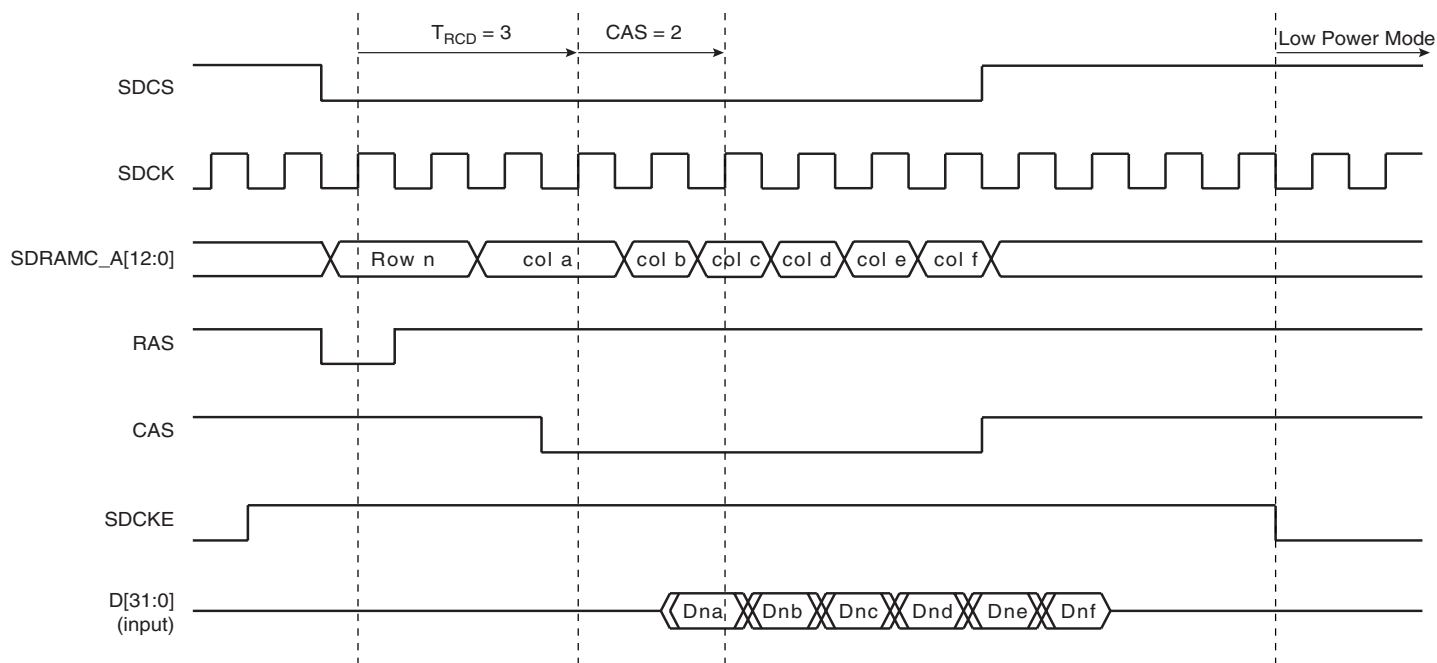 T_RCD = 3
CAS = 2
Low Power Mode
SDCS
SDCK
SDRAMC_A[12:0]
Row n
col a
col b
col c
col d
col e
col f
RAS
CAS
SDCKE
D[31:0]
(input)
Dna
Dnb
Dnc
Dnd
Dne
Dnf